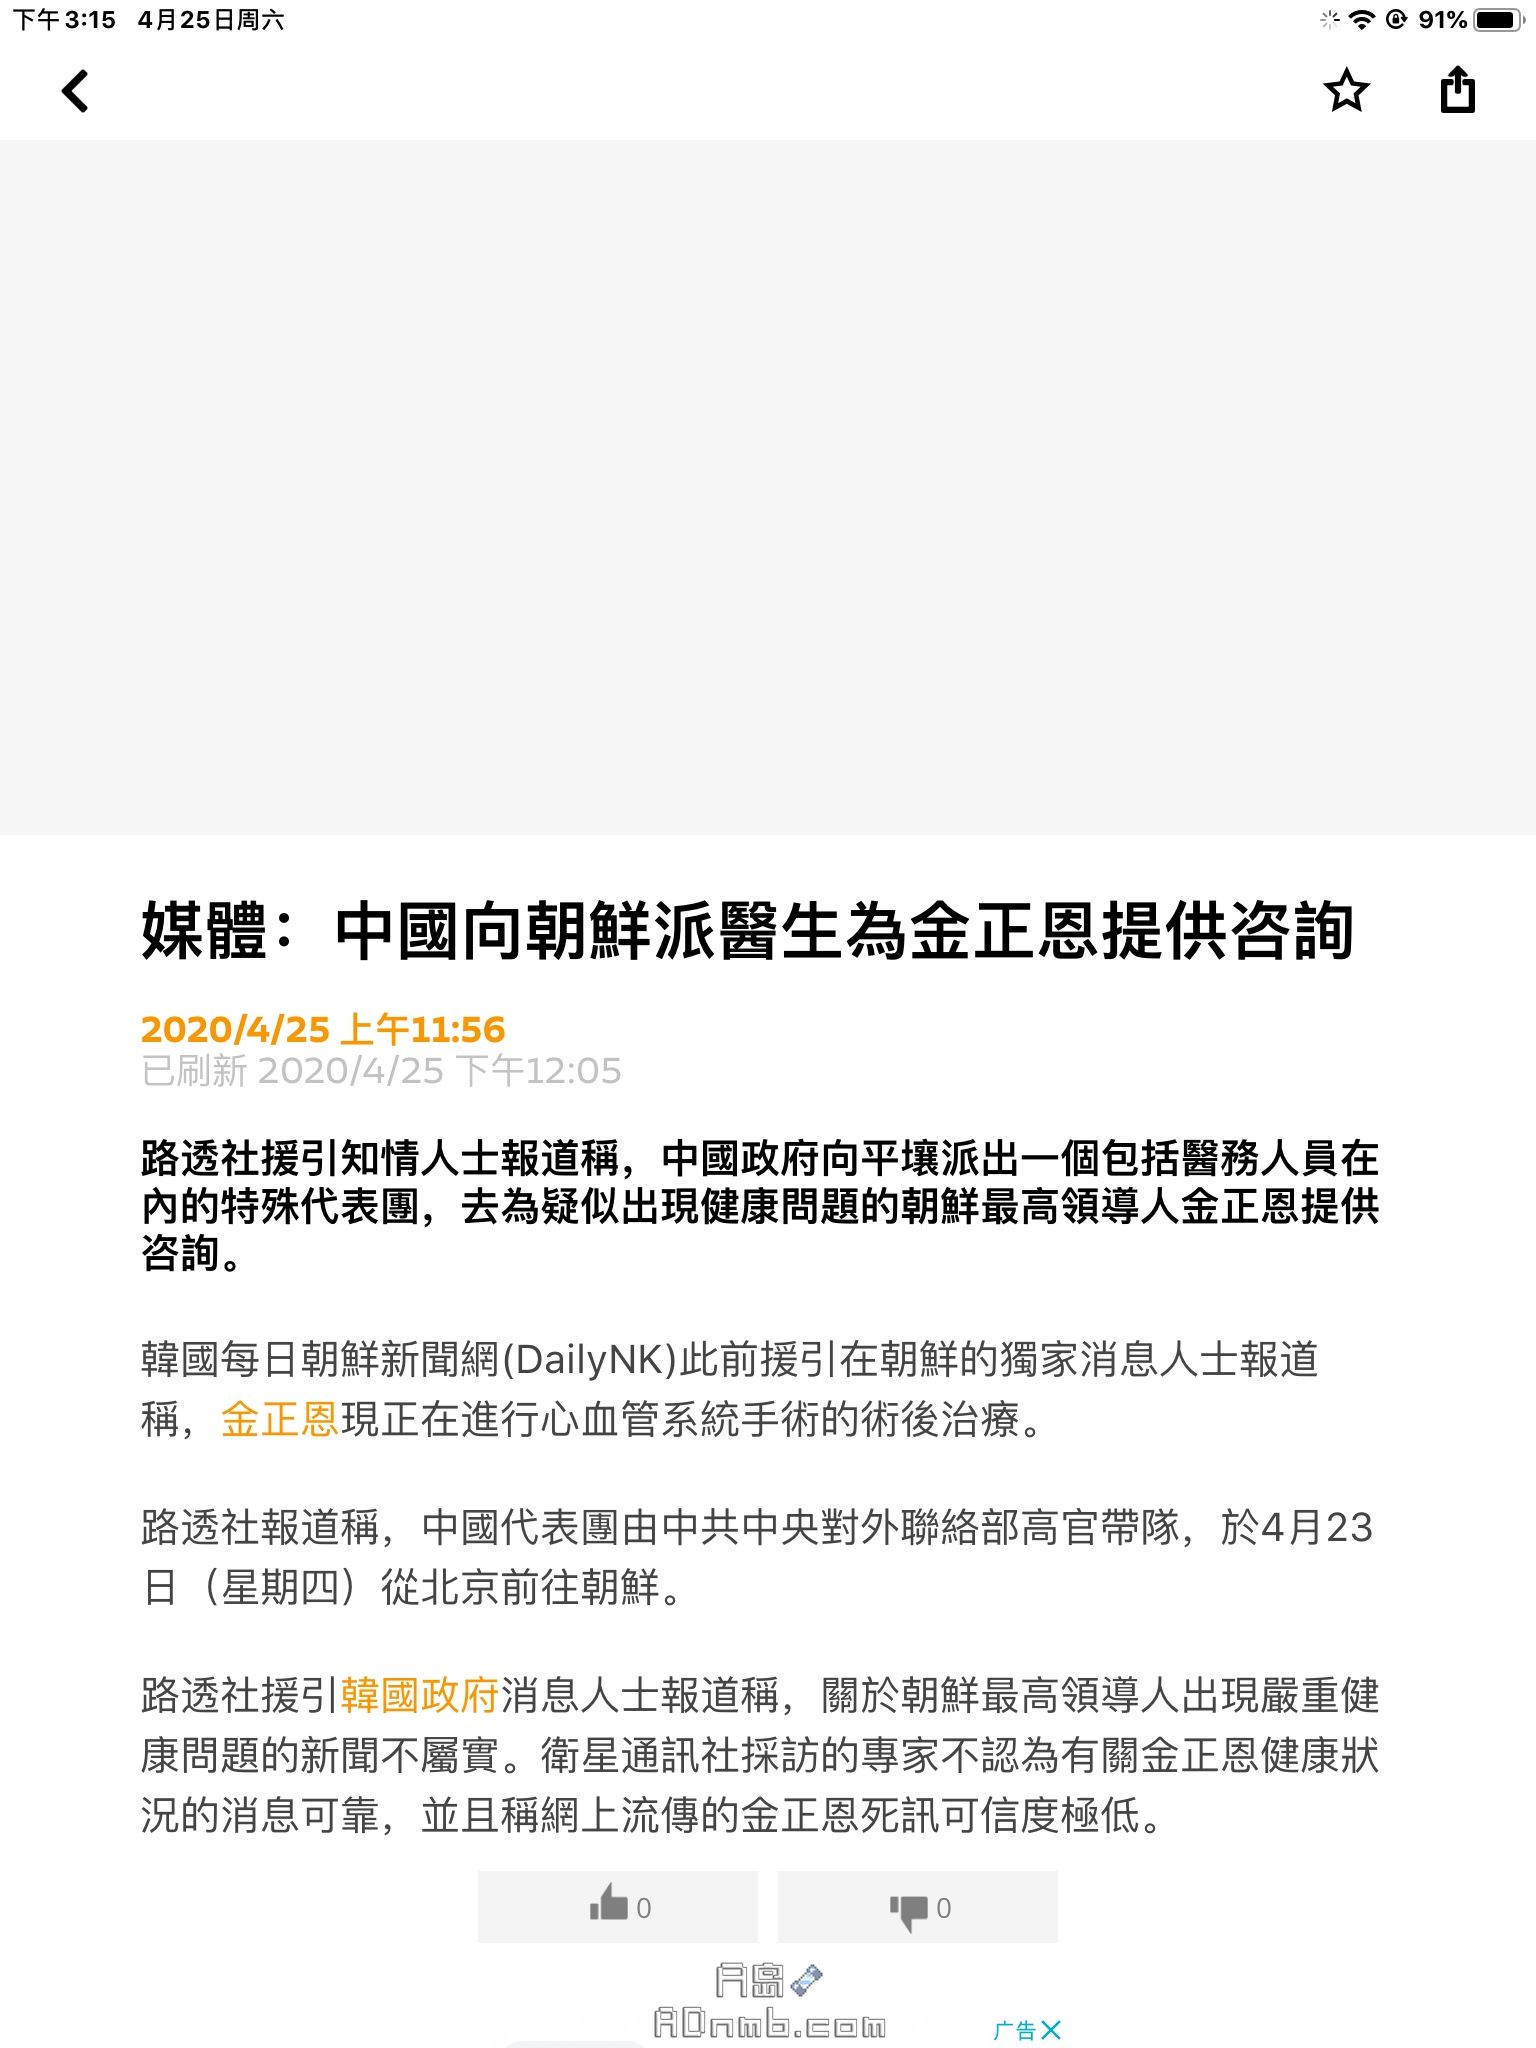 下午3:15 4月25日周六
91%
媒體：中國向朝鮮派醫生為金正恩提供咨詢
2020/4/25 上午11:56
已刷新 2020/4/25 下午12:05
路透社援引知情人士報道稱，中國政府向平壤派出一個包括醫務人員在
內的特殊代表團，去為疑似出現健康問題的朝鮮最高領導人金正恩提供
咨詢。
韓國每日朝鮮新聞網(DailyNK)此前援引在朝鮮的獨家消息人士報道
稱，金正恩現正在進行心血管系統手術的術後治療。
路透社報道稱，中國代表團由中共中央對外聯絡部高官帶隊，於4月23
日（星期四）從北京前往朝鮮。
路透社援引韓國政府消息人士報道稱，關於朝鮮最高領導人出現嚴重健
康問題的新聞不屬實。衛星通訊社採訪的專家不認為有關金正恩健康狀
況的消息可靠，並且稱網上流傳的金正恩死訊可信度極低。
0 0
A岛
ADnmb.com
广告